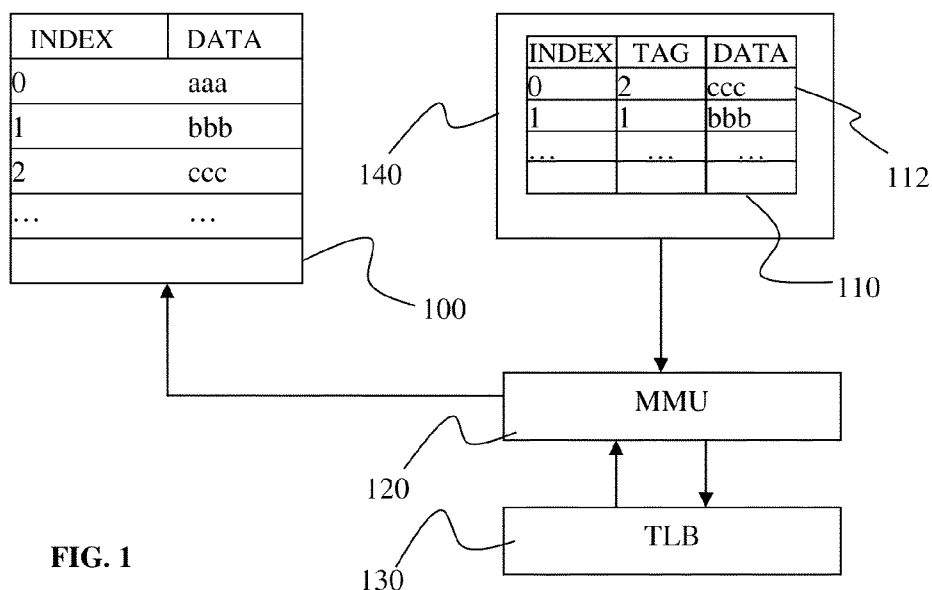 INDEX DATA
0 aaa
1 bbb
2 ccc
... ...
100
INDEX TAG DATA
0 2 ccc
1 1 bbb
... ... ...
140
112
110
MMU
120
TLB
130
FIG. 1